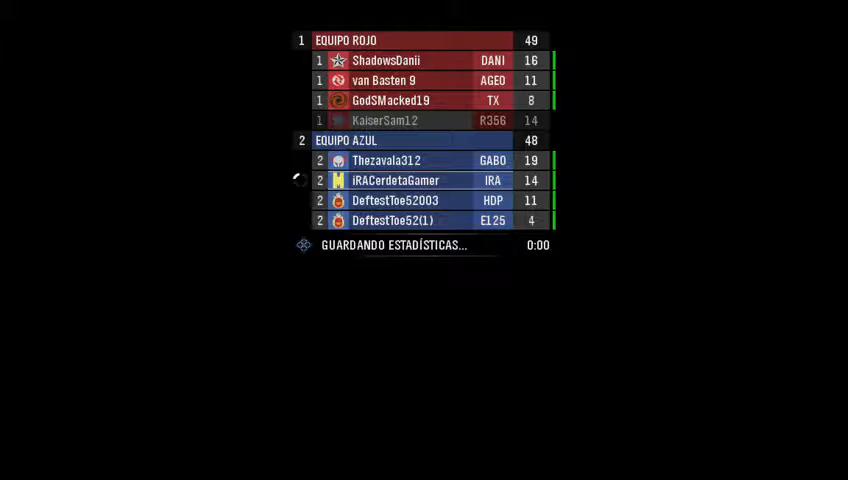 1 EQUIPO ROJO 49
1 ShadowsDanii DANI 16
1 van Basten 9 AGEO 11
1 GodSMacked19 TX 8
1 KaiserSam12 R356 14
2 EQUIPO AZUL 48
2 Thezavala312 GABO 19
2 M iRACerdetaGamer IRA 14
2 DeftestToe52003 HDP 11
2 DeftestToe52(1) E125 4
GUARDANDO ESTADÍSTICAS... 0:00